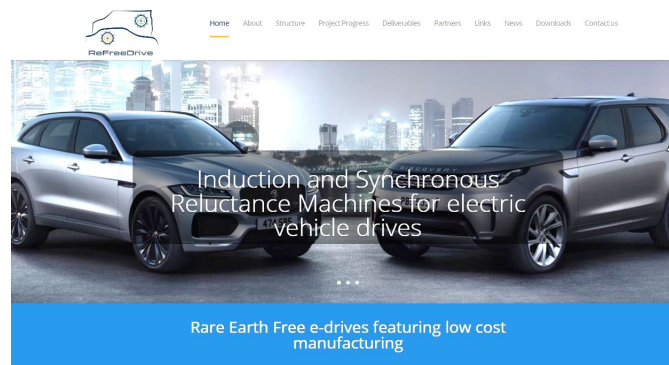 ReFreeDrive
Home About Structure Project Progress Deliverables Partners Links News Downloads Contact us
DISCOVERY
Induction and Synchronous
Reluctance Machines for electric
vehicle drives
Rare Earth Free e-drives featuring low cost
manufacturing